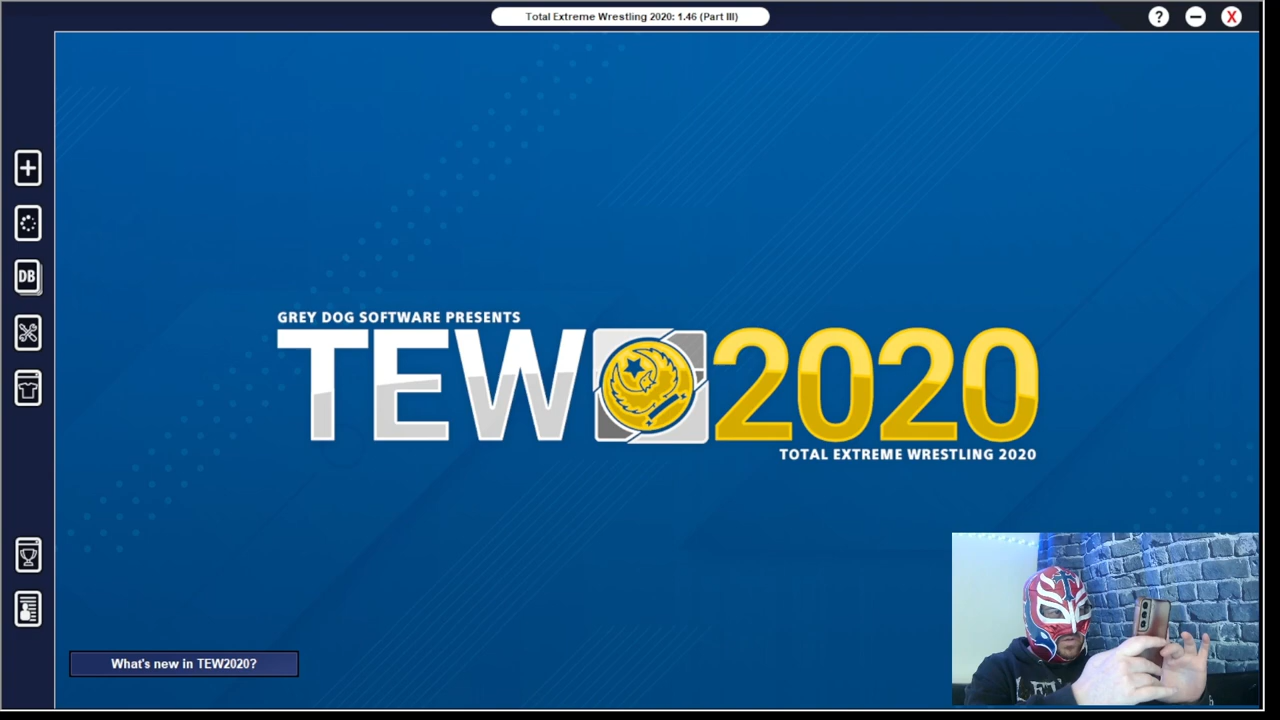 Total Extreme Wrestling 2020: 1.46 (Part III)
?
X
DB
GREY DOG SOFTWARE PRESENTS
TEW 2020
TOTAL EXTREME WRESTLING 2020
What's new in TEW2020?